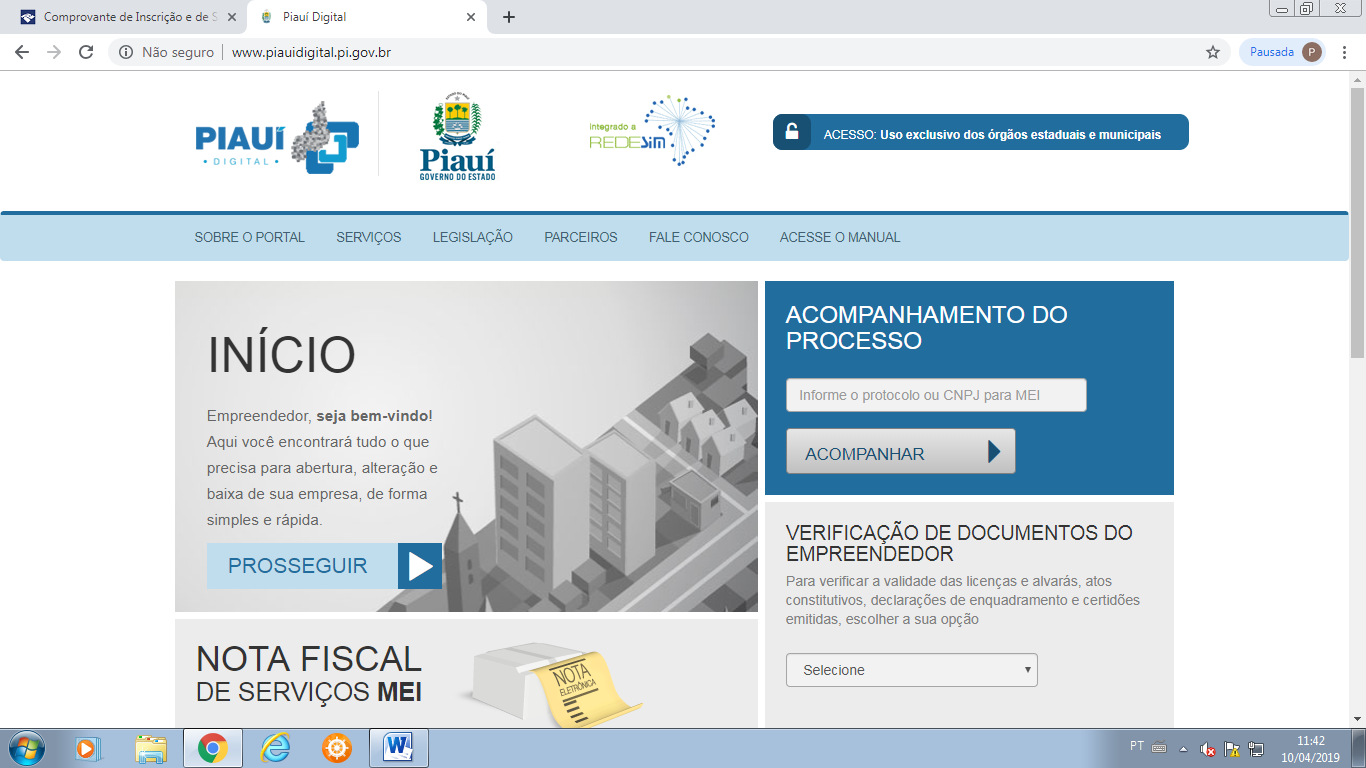 Comprovante de Inscrição e de S
Piauí Digital
Não seguro
www.piauidigital.pi.gov.br
Pausada
P
PIAUÍ
• DIGITAL •
Piauí
GOVERNO DO ESTADO
integrado a
REDESIM
ACESSO: Uso exclusivo dos órgãos estaduais e municipais
SOBRE O PORTAL SERVIÇOS LEGISLAÇÃO PARCEIROS FALE CONOSCO ACESSE O MANUAL
INÍCIO
Empreendedor, seja bem-vindo!
Aqui você encontrará tudo o que
precisa para abertura, alteração e
baixa de sua empresa, de forma
simples e rápida.
PROSSEGUIR
ACOMPANHAMENTO DO
PROCESSO
Informe o protocolo ou CNPJ para MEI
ACOMPANHAR
VERIFICAÇÃO DE DOCUMENTOS DO
EMPREENDEDOR
Para verificar a validade das licenças e alvarás, atos
constitutivos, declarações de enquadramento e certidões
emitidas, escolher a sua opção
Selecione
NOTA FISCAL
DE SERVIÇOS MEI
NOTA
ELETRÔNICA
PT
11:42
10/04/2019